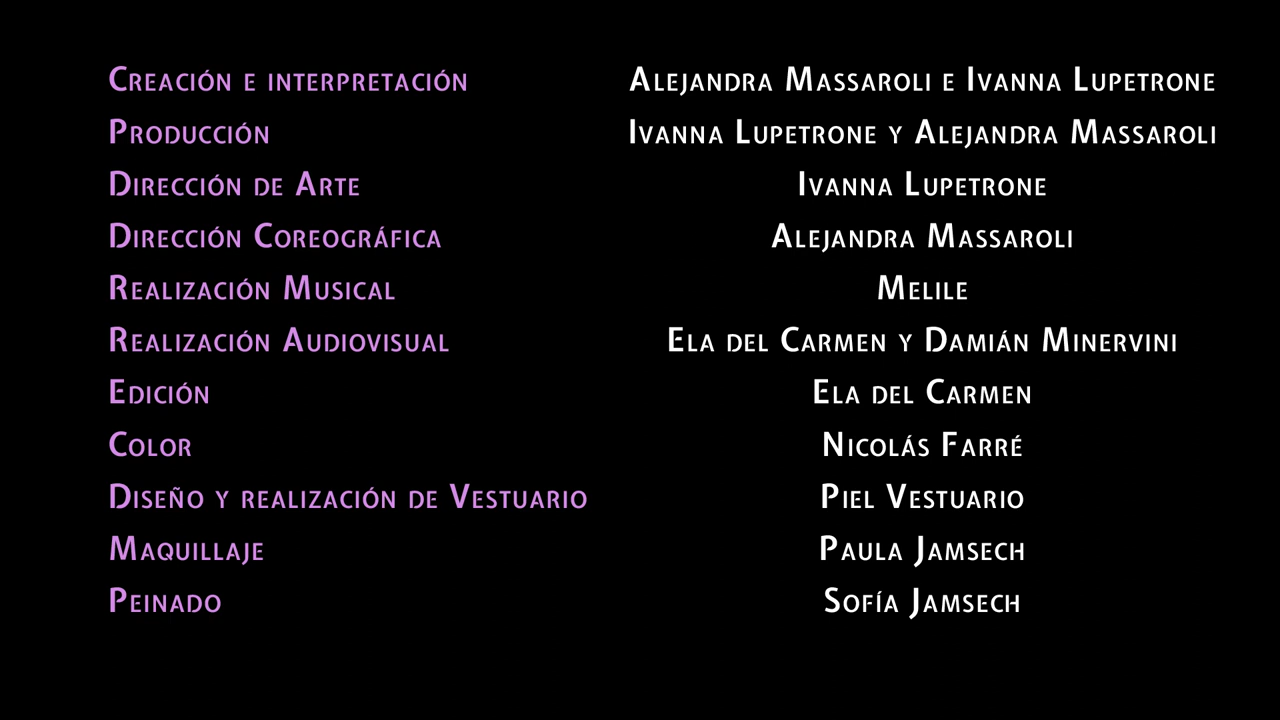 Creación e interpretación Alejandra Massaroli e Ivanna Lupetrone
Producción Ivanna Lupetrone y Alejandra Massaroli
Dirección de Arte Ivanna Lupetrone
Dirección Coreográfica Alejandra Massaroli
Realización Musical Melile
Realización Audiovisual Ela del Carmen y Damián Minervini
Edición Ela del Carmen
Color Nicolás Farré
Diseño y realización de Vestuario Piel Vestuario
Maquillaje Paula Jamsech
Peinado Sofía Jamsech